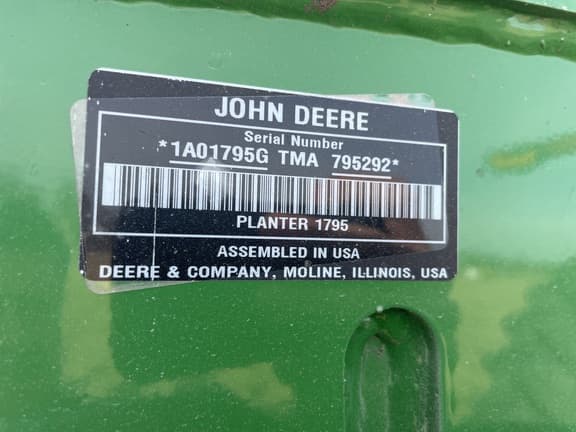 JOHN DEERE
Serial Number
*1A01795G TMA 795292*
PLANTER 1795
ASSEMBLED IN USA
DEERE & COMPANY, MOLINE, ILLINOIS, USA